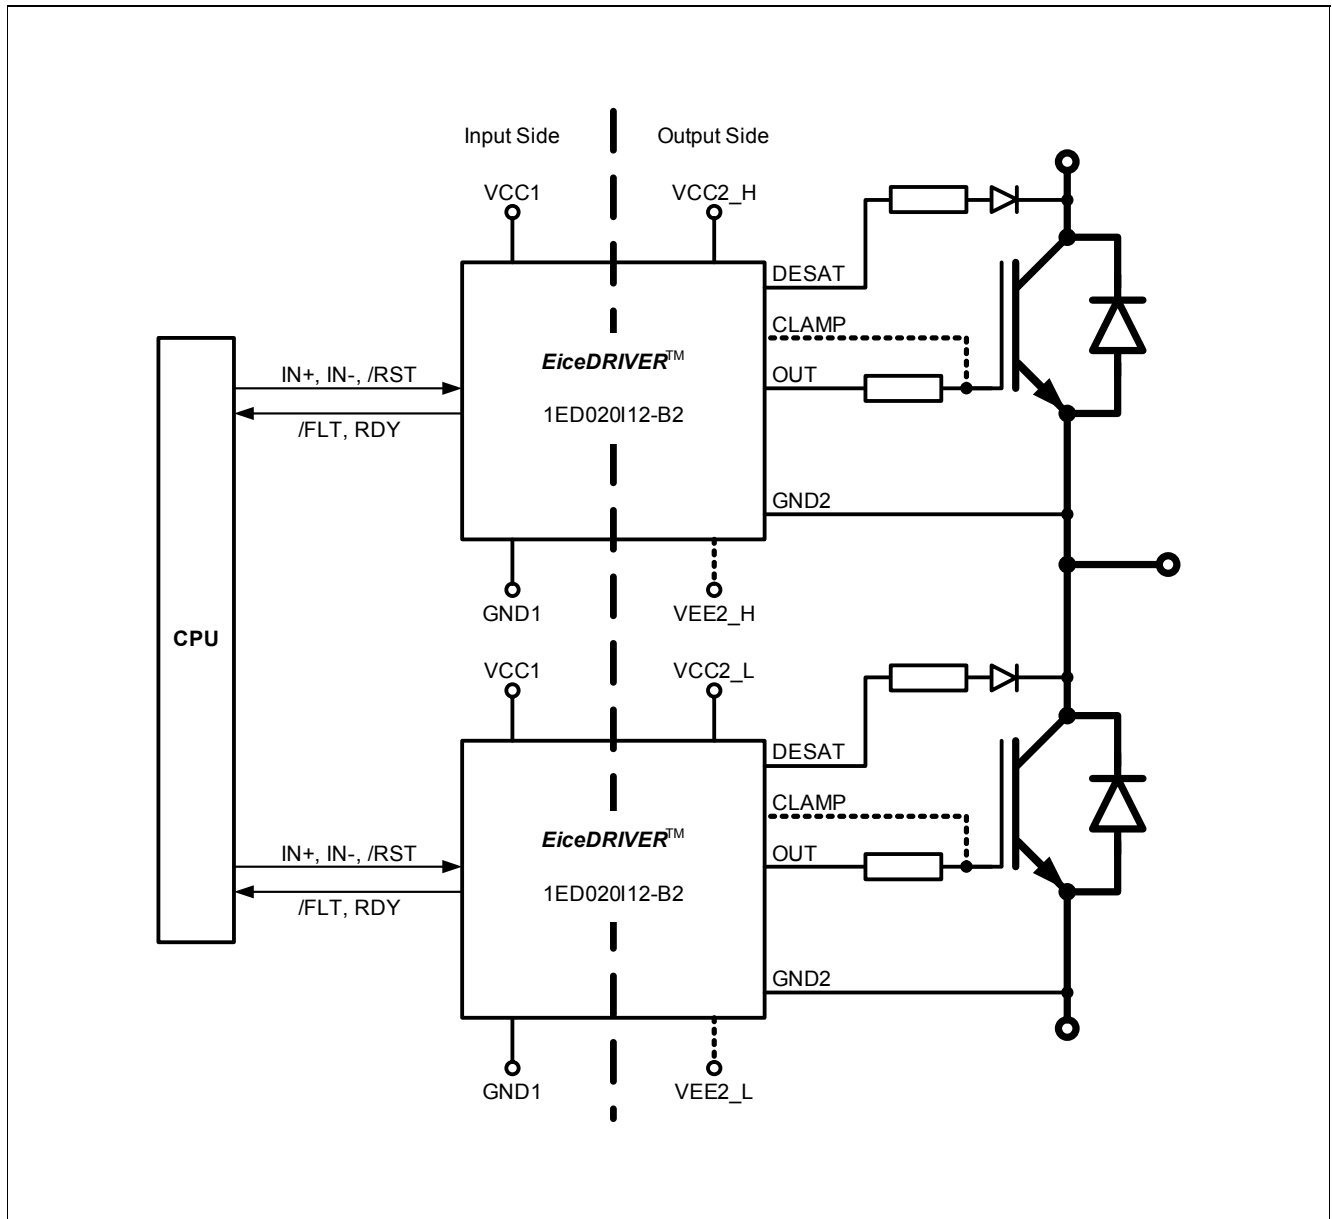 Input Side
Output Side
VCC1
VCC2_H
DESAT
CLAMP
EiceDRIVER™
OUT
IN+, IN-, /RST
1ED020I12-B2
/FLT, RDY
GND2
GND1
VEE2_H
CPU
VCC1
VCC2_L
DESAT
CLAMP
EiceDRIVER™
OUT
IN+, IN-, /RST
1ED020I12-B2
/FLT, RDY
GND2
GND1
VEE2_L